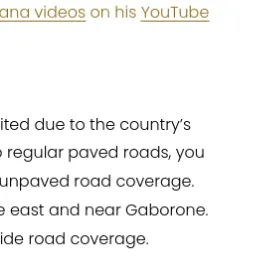 ana videos on his YouTube
ited due to the country’s
regular paved roads, you
unpaved road coverage.
east and near Gaborone.
ide road coverage.